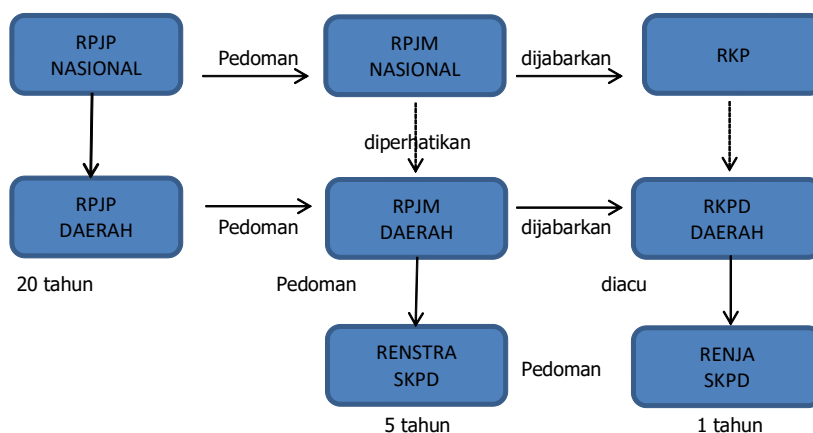 RPJP
NASIONAL
Pedoman
RPJM
NASIONAL
dijabarkan
RKP
diperhatikan
RPJP
DAERAH
Pedoman
RPJM
DAERAH
dijabarkan
RKPD
DAERAH
20 tahun
Pedoman
diacu
RENSTRA
SKPD
Pedoman
RENJA
SKPD
5 tahun
1 tahun